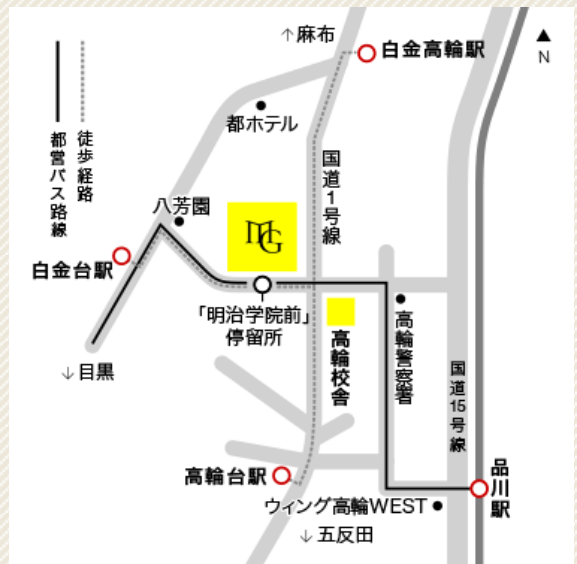 ↑麻布
白金高輪駅
▲
N
都営バス路線
徒歩経路
都ホテル
国道1号線
八芳園
MG
白金台駅
「明治学院前」
停留所
高輪校舎
高輪警察署
↓目黒
国道15号線
高輪台駅
品川駅
ウィング高輪WEST
↓五反田